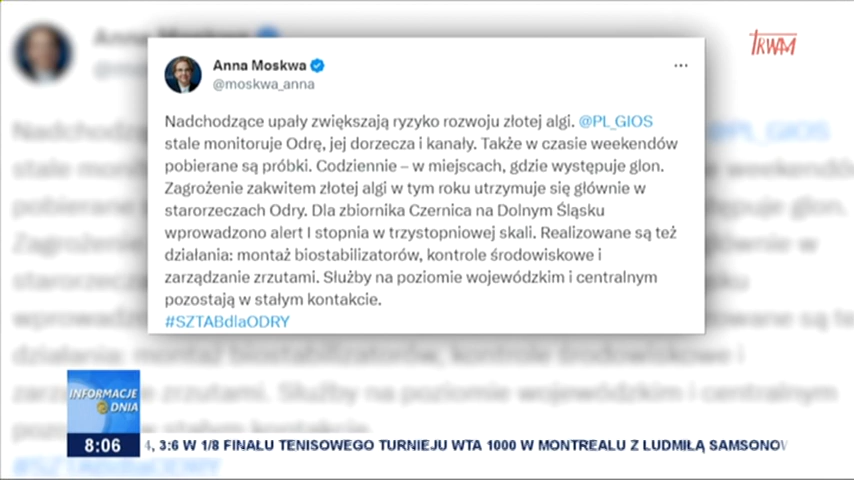 TRWAM
Anna Moskwa
@moskwa_anna
Nadchodzące upały zwiększają ryzyko rozwoju złotej algi. @PL_GIOS
stale monitoruje Odrę, jej dorzecza i kanały. Także w czasie weekendów
pobierane są próbki. Codziennie – w miejscach, gdzie występuje glon.
Zagrożenie zakwitem złotej algi w tym roku utrzymuje się głównie w
starorzeczach Odry. Dla zbiornika Czernica na Dolnym Śląsku
wprowadzono alert I stopnia w trzystopniowej skali. Realizowane są też
działania: montaż biostabilizatorów, kontrole środowiskowe i
zarządzanie zrzutami. Służby na poziomie wojewódzkim i centralnym
pozostają w stałym kontakcie.
#SZTABdlaODRY
INFORMACJE
DNIA
8:06
4, 3:6 W 1/8 FINAŁU TENISOWEGO TURNIEJU WTA 1000 W MONTREALU Z LUDMIŁĄ SAMSONOW